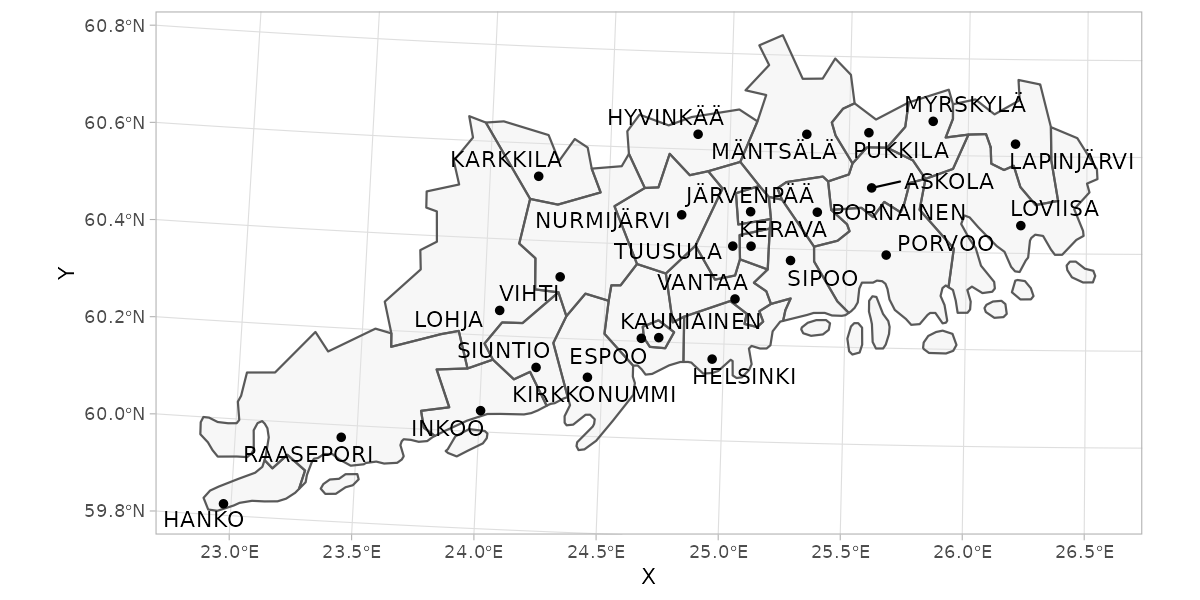 60.8°N
60.6°N
60.4°N
60.2°N
60.0°N
59.8°N
Y
MYRSKYLÄ
HYVINKÄÄ
MÄNTSÄLÄ
PUKKILA
KARKKILA
LAPINJÄRVI
ASKOLA
JÄRVENPÄÄ
LOVIISA
NURMIJÄRVI
PORNAINEN
KERAVA
PORVOO
TUUSULA
SIPOO
VANTAA
VIHTI
LOHJA
KAUNIAINEN
SIUNTIO
ESPOO
HELSINKI
KIRKKONUMMI
INKOO
RAASEPORI
HANKO
23.0°E
23.5°E
24.0°E
24.5°E
25.0°E
25.5°E
26.0°E
26.5°E
X